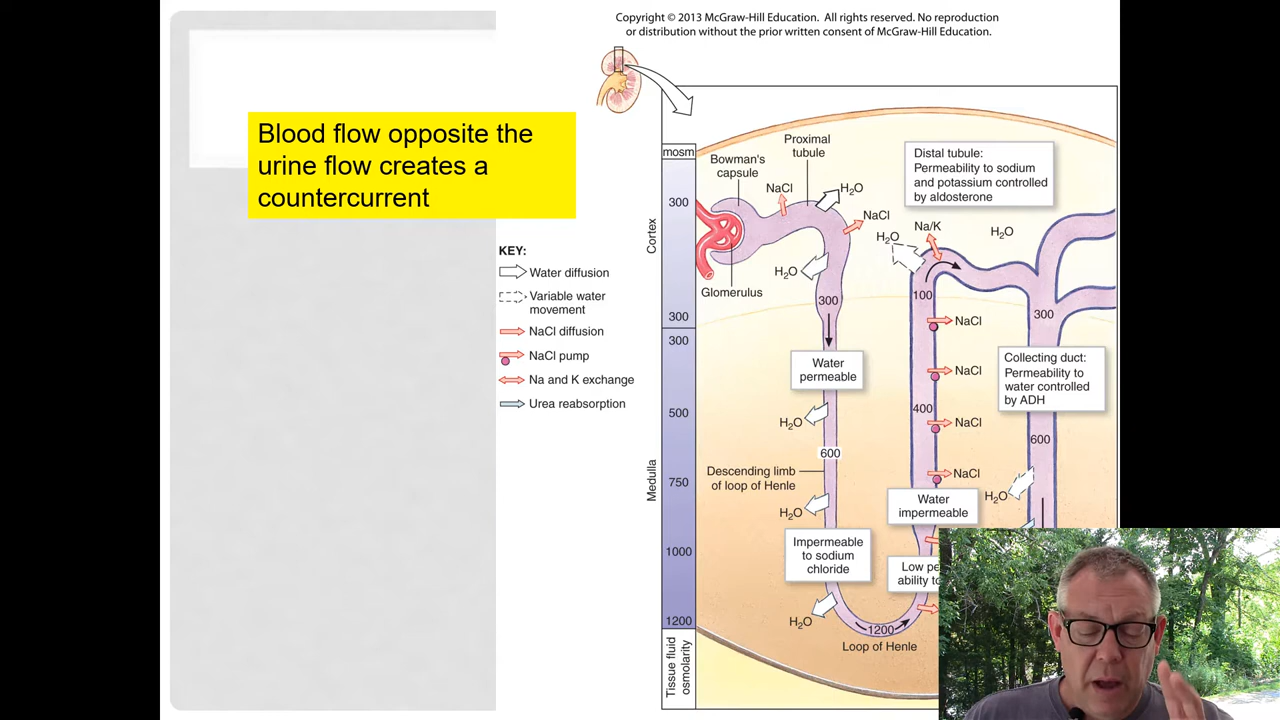 Copyright © 2013 McGraw-Hill Education. All rights reserved. No reproduction
or distribution without the prior written consent of McGraw-Hill Education.
Blood flow opposite the
urine flow creates a
countercurrent
KEY:
Water diffusion
Variable water
movement
NaCl diffusion
NaCl pump
Na and K exchange
Urea reabsorption
mosm
300
300
300
500
750
1000
1200
Cortex
Medulla
Tissue fluid
osmolarity
Bowman's
capsule
Proximal
tubule
NaCl
H₂O
NaCl
H₂O
H₂O
Glomerulus
300
Distal tubule:
Permeability to sodium
and potassium controlled
by aldosterone
Na/K
H₂O
100
300
NaCl
Water
permeable
NaCl
Collecting duct:
Permeability to
water controlled
by ADH
400
H₂O
NaCl
600
600
Descending limb
of loop of Henle
NaCl
H₂O
H₂O
Water
impermeable
Impermeable
to sodium
chloride
Low
ability to
H₂O
1200
Loop of Henle